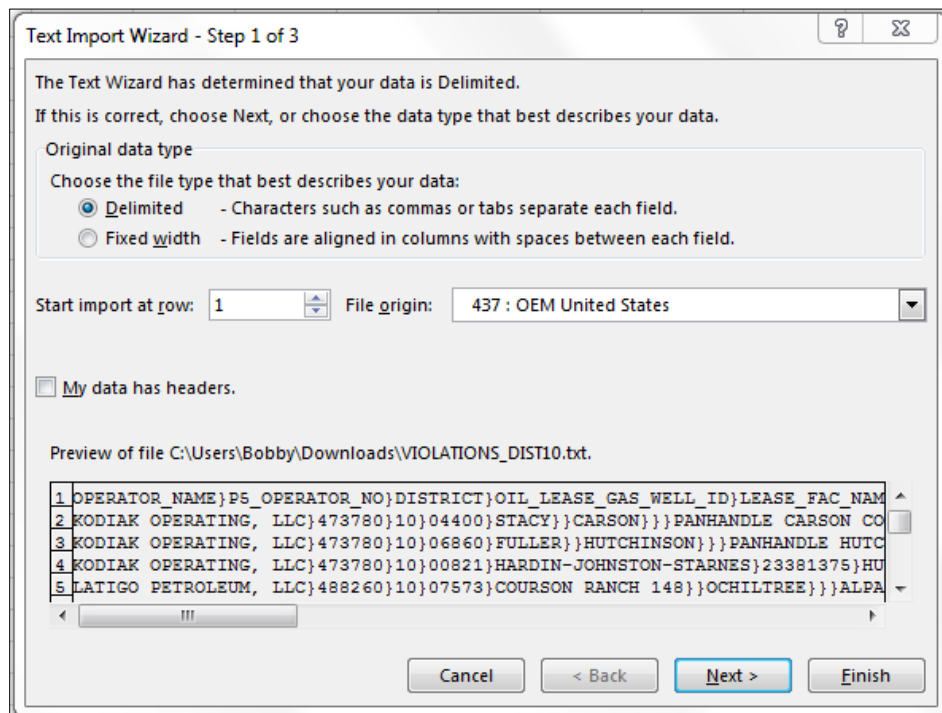 Text Import Wizard - Step 1 of 3
The Text Wizard has determined that your data is Delimited.
If this is correct, choose Next, or choose the data type that best describes your data.
Original data type
Choose the file type that best describes your data:
Delimited - Characters such as commas or tabs separate each field.
Fixed width - Fields are aligned in columns with spaces between each field.
Start import at row: 1 File origin: 437 : OEM United States
My data has headers.
Preview of file C:\Users\Bobby\Downloads\VIOLATIONS_DIST10.txt.
1 OPERATOR_NAME}P5_OPERATOR_NO}DISTRICT}OIL_LEASE_GAS_WELL_ID}LEASE_FAC_NAM
2 KODIAK OPERATING, LLC}473780}10}04400}STACY}}CARSON}}}PANHANDLE CARSON CO
3 KODIAK OPERATING, LLC}473780}10}06860}FULLER}}HUTCHINSON}}}PANHANDLE HUTC
4 KODIAK OPERATING, LLC}473780}10}00821}HARDIN-JOHNSTON-STARNES}23381375}HU
5 LATIGO PETROLEUM, LLC}488260}10}07573}COURSON RANCH 148}}OCHILTREE}}}ALPA
Cancel < Back Next > Finish